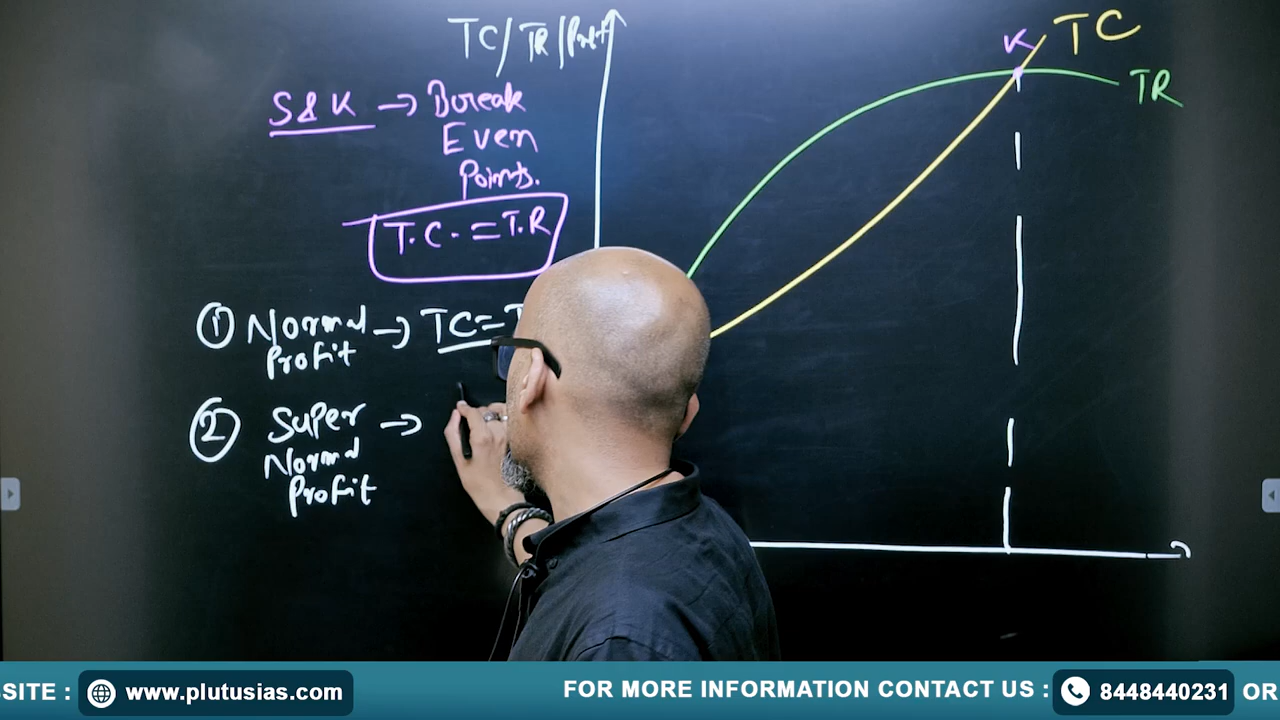 TC/TR/Profit
K
TC
TR
S & K → Break
Even
Points.
T.C. = T.R
① Normal → TC=
Profit
② Super →
Normal
Profit
SITE : www.plutusias.com
FOR MORE INFORMATION CONTACT US : 8448440231 OR